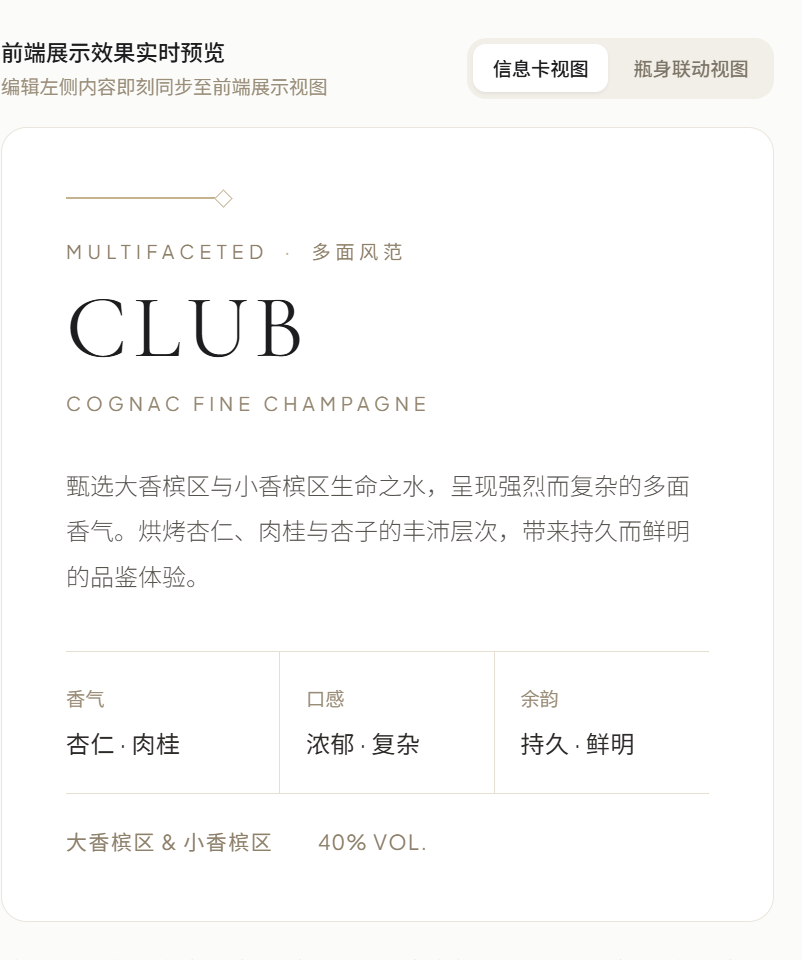 前端展示效果实时预览
信息卡视图
瓶身联动视图
编辑左侧内容即刻同步至前端展示视图
MULTIFACETED · 多面风范
CLUB
COGNAC FINE CHAMPAGNE
甄选大香槟区与小香槟区生命之水，呈现强烈而复杂的多面
香气。烘烤杏仁、肉桂与杏子的丰沛层次，带来持久而鲜明
的品鉴体验。
香气
口感
余韵
杏仁 · 肉桂
浓郁 · 复杂
持久 · 鲜明
大香槟区 & 小香槟区
40% VOL.